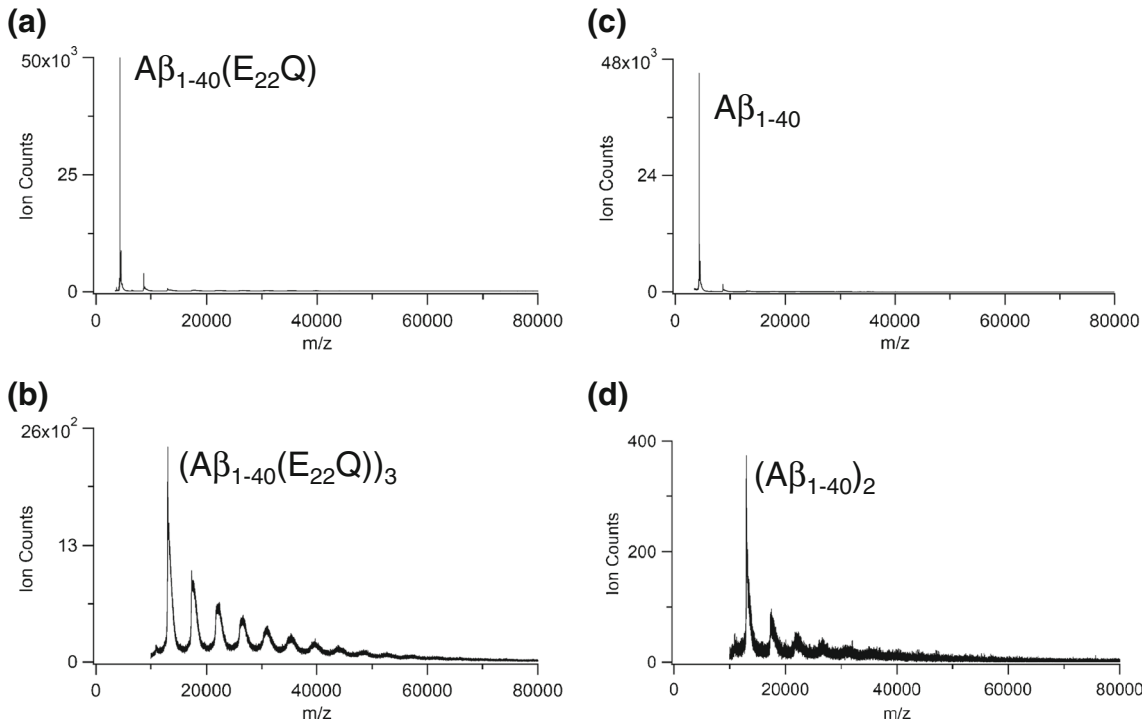 (a)
50x10³
Aβ₁₋₄₀(E₂₂Q)
25
0
Ion Counts
0 20000 40000 60000 80000
m/z
(c)
48x10³
Aβ₁₋₄₀
24
0
Ion Counts
0 20000 40000 60000 80000
m/z
(b)
26x10²
(Aβ₁₋₄₀(E₂₂Q))₃
13
0
Ion Counts
0 20000 40000 60000 80000
m/z
(d)
400
(Aβ₁₋₄₀)₂
200
0
Ion Counts
0 20000 40000 60000 80000
m/z